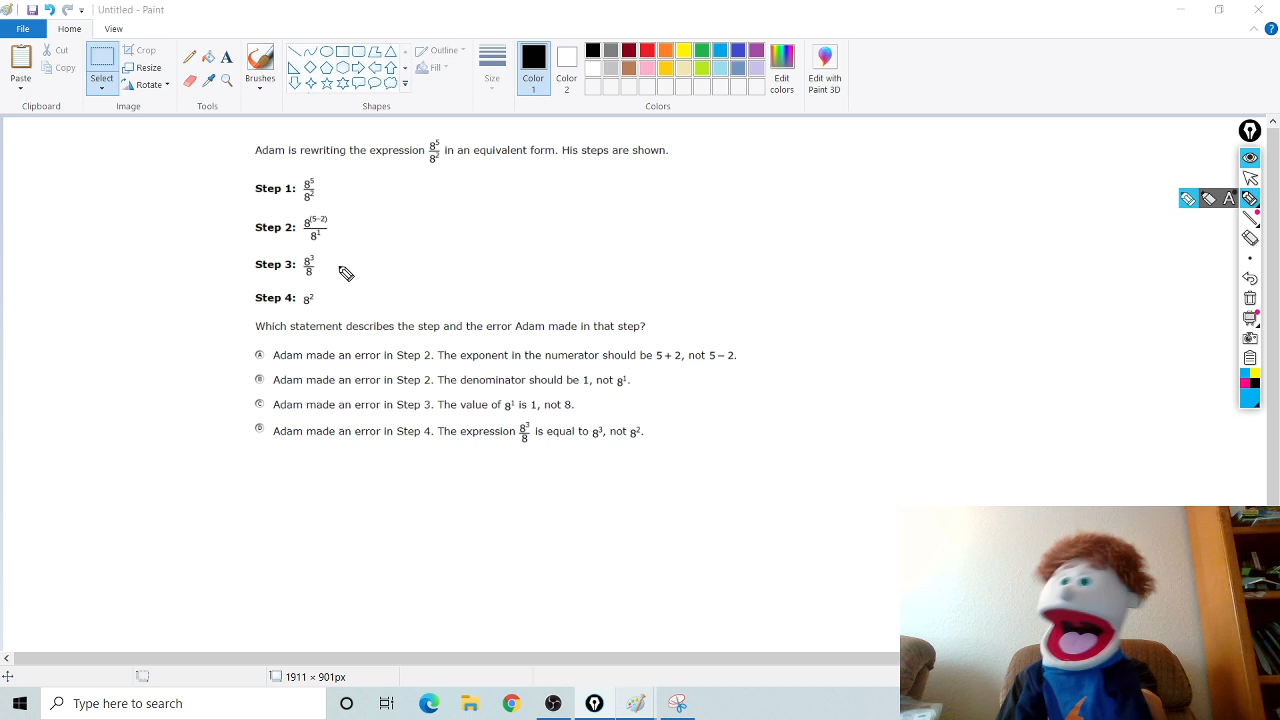 Untitled - Paint
File Home View
Paste
Cut
Copy
Clipboard
Select
Crop
Resize
Rotate
Image
A
Tools
Brushes
Outline
Fill
Shapes
Size
Color 1
Color 2
Edit colors
Colors
Edit with Paint 3D
Adam is rewriting the expression 8⁵/8² in an equivalent form. His steps are shown.
Step 1: 8⁵/8²
Step 2: 8⁽⁵⁻²⁾/8¹
Step 3: 8³/8
Step 4: 8²
Which statement describes the step and the error Adam made in that step?
A Adam made an error in Step 2. The exponent in the numerator should be 5 + 2, not 5 − 2.
B Adam made an error in Step 2. The denominator should be 1, not 8¹.
C Adam made an error in Step 3. The value of 8¹ is 1, not 8.
D Adam made an error in Step 4. The expression 8³/8 is equal to 8³, not 8².
A
1911 × 901px
Type here to search